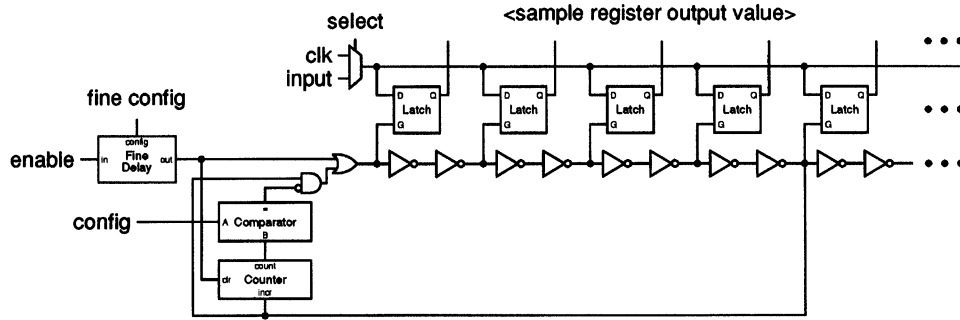 select
<sample register output value>
clk
input
D Q
Latch
G
D Q
Latch
G
D Q
Latch
G
D Q
Latch
G
D Q
Latch
G
fine config
config
enable
in
Fine
Delay
out
=
config
A
Comparator
B
count
clr
Counter
incr